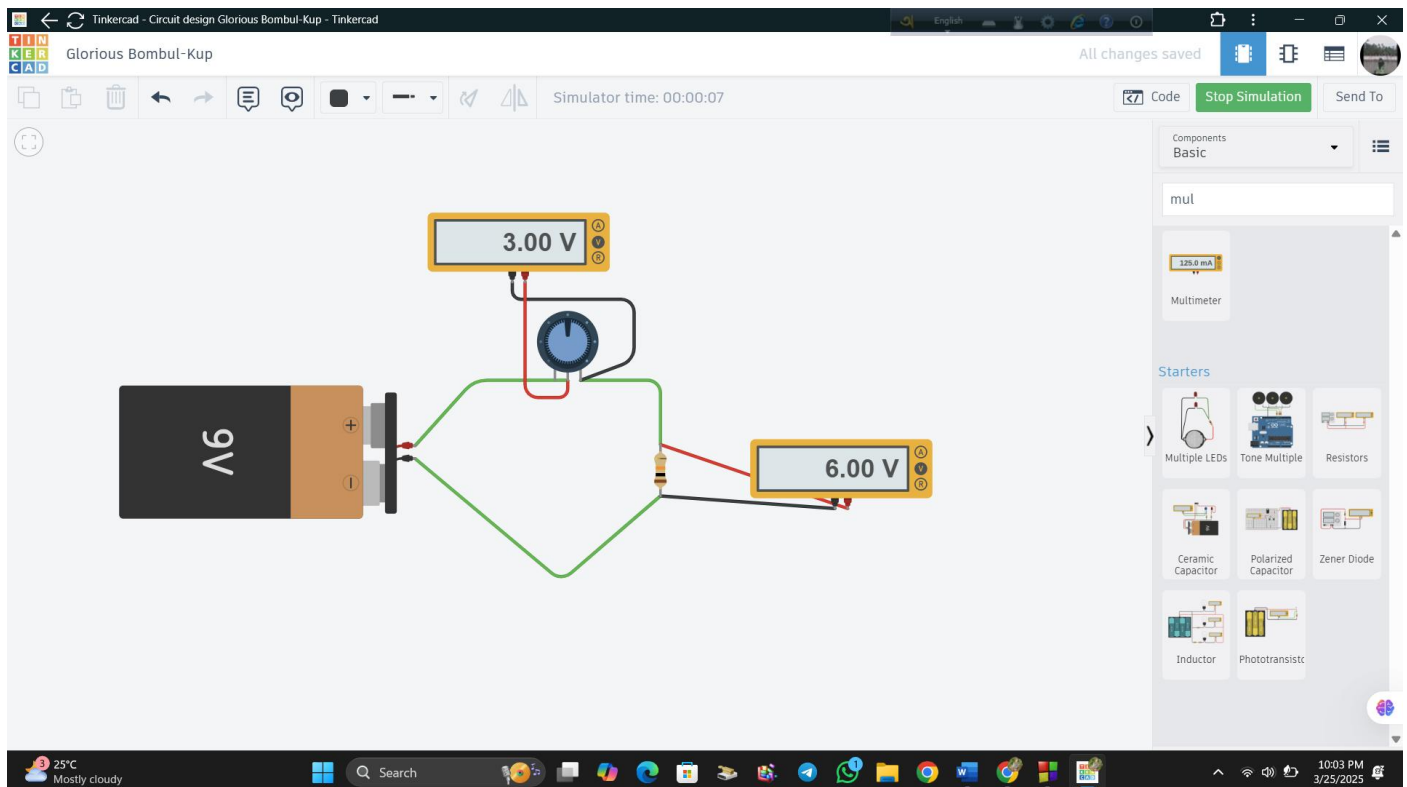 Tinkercad - Circuit design Glorious Bombul-Kup - Tinkercad
অ English
TIN
KER
CAD
Glorious Bombul-Kup
All changes saved
Simulator time: 00:00:07
Code
Stop Simulation
Send To
Components
Basic
mul
125.0 mA
Multimeter
Starters
Multiple LEDs
Tone Multiple
Resistors
Ceramic
Capacitor
Polarized
Capacitor
Zener Diode
Inductor
Phototransistc
3.00 V
A
V
R
9V
+
6.00 V
A
V
R
3
25°C
Mostly cloudy
Search
1
10:03 PM
3/25/2025